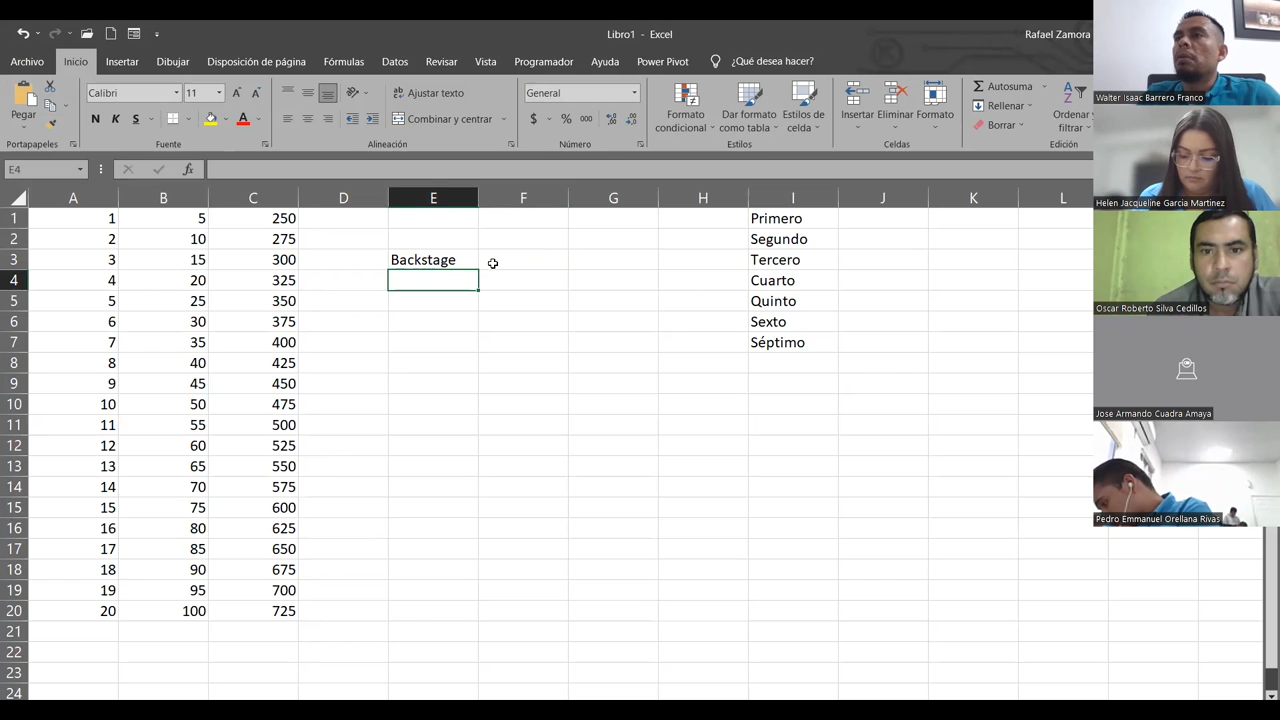 Libro1 - Excel
Rafael Zamora
Archivo Inicio Insertar Dibujar Disposición de página Fórmulas Datos Revisar Vista Programador Ayuda Power Pivot ¿Qué desea hacer?
Pegar
Calibri 11 A A
N K S A
Ajustar texto
Combinar y centrar
General
$ % 000
Formato condicional
Dar formato como tabla
Estilos de celda
Insertar Eliminar Formato
Autosuma
Rellenar
Borrar
Ordenar y filtrar
Portapapeles Fuente Alineación Número Estilos Celdas Edición
E4 fx
A B C D E F G H I J K L
1 1 5 250 Primero
2 2 10 275 Segundo
3 3 15 300 Backstage Tercero
4 4 20 325 Cuarto
5 5 25 350 Quinto
6 6 30 375 Sexto
7 7 35 400 Séptimo
8 8 40 425
9 9 45 450
10 10 50 475
11 11 55 500
12 12 60 525
13 13 65 550
14 14 70 575
15 15 75 600
16 16 80 625
17 17 85 650
18 18 90 675
19 19 95 700
20 20 100 725
21
22
23
24
Walter Isaac Barrero Franco
Helen Jacqueline Garcia Martinez
Oscar Roberto Silva Cedillos
Jose Armando Cuadra Amaya
Pedro Emmanuel Orellana Rivas